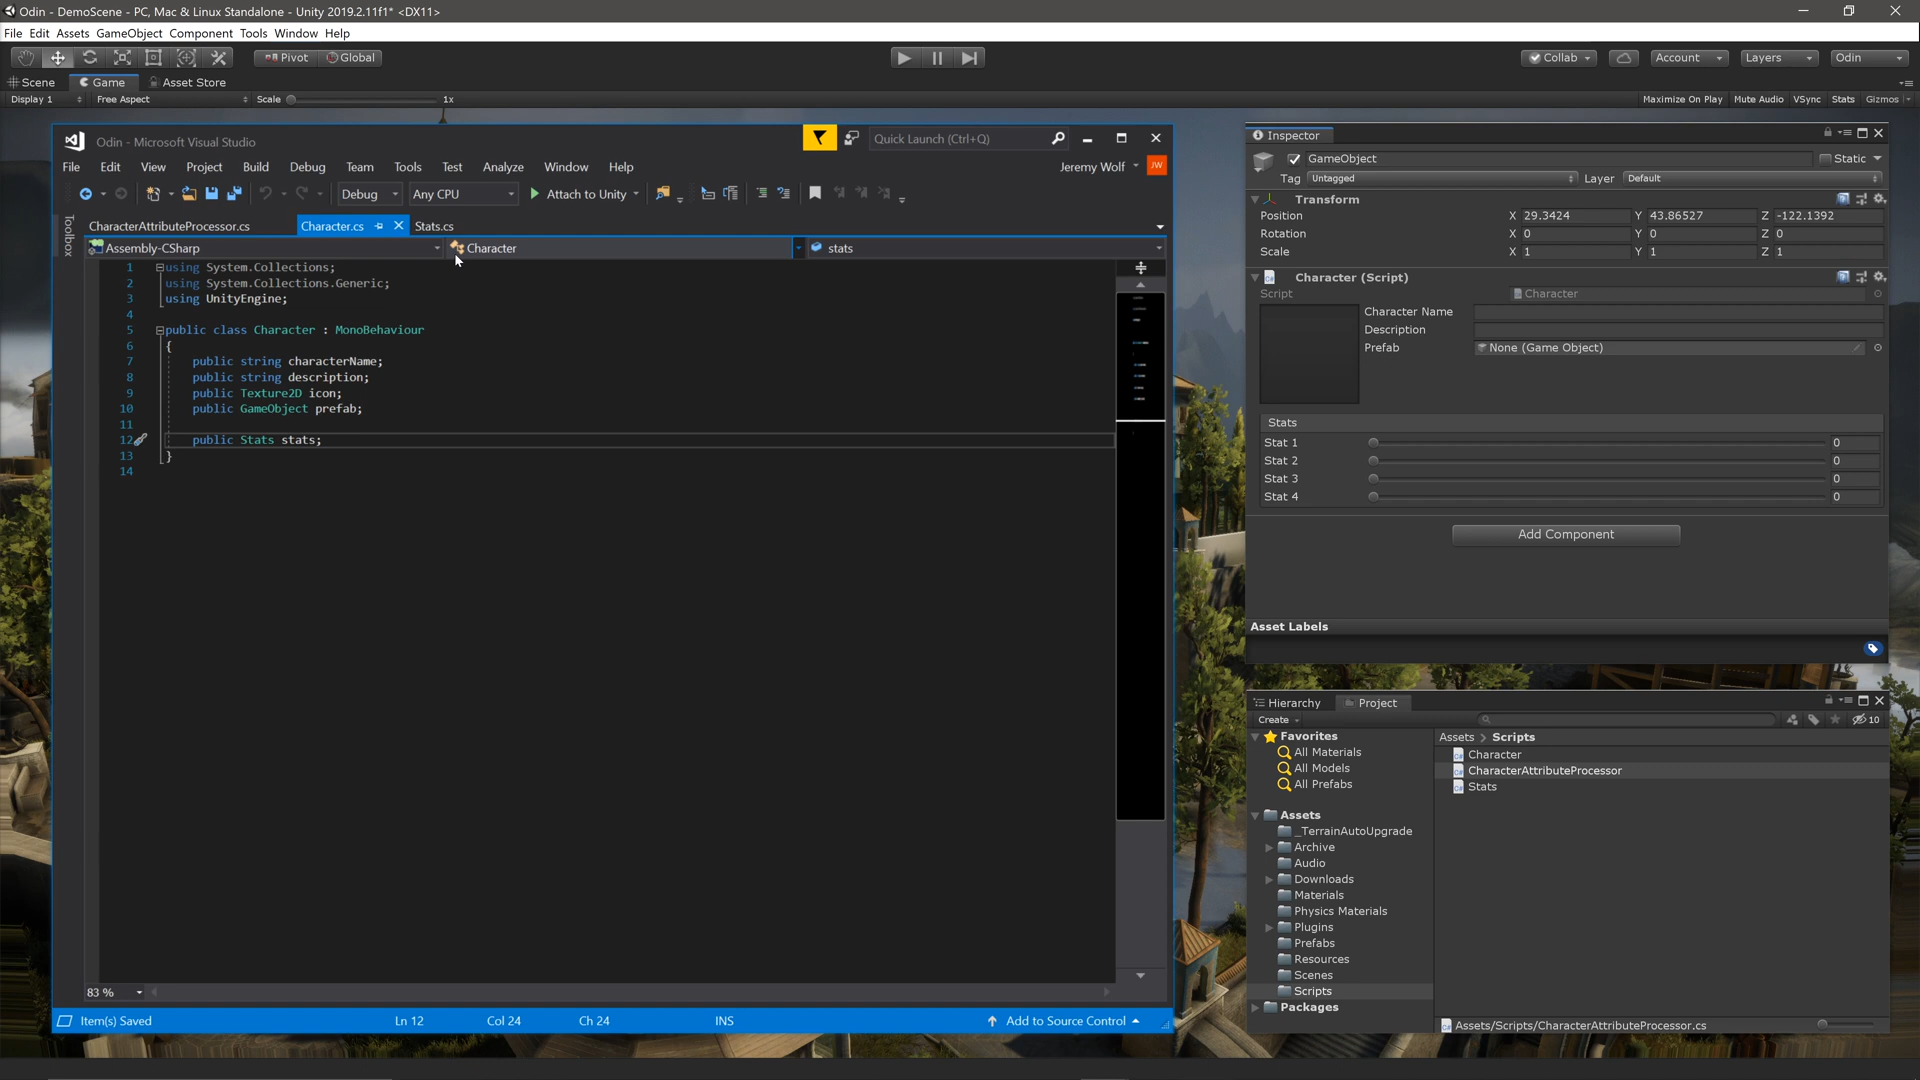 Odin - DemoScene - PC, Mac & Linux Standalone - Unity 2019.2.11f1* <DX11>
File Edit Assets GameObject Component Tools Window Help
Pivot Global Collab Account Layers Odin
Scene Game Asset Store
Display 1 Free Aspect Scale 1x Maximize On Play Mute Audio VSync Stats Gizmos
Odin - Microsoft Visual Studio Quick Launch (Ctrl+Q)
File Edit View Project Build Debug Team Tools Test Analyze Window Help Jeremy Wolf JW
Debug Any CPU Attach to Unity
Toolbox
CharacterAttributeProcessor.cs Character.cs Stats.cs
Assembly-CSharp Character stats
1 using System.Collections;
2 using System.Collections.Generic;
3 using UnityEngine;
4
5 public class Character : MonoBehaviour
6 {
7 public string characterName;
8 public string description;
9 public Texture2D icon;
10 public GameObject prefab;
11
12 public Stats stats;
13 }
14
83 %
Item(s) Saved Ln 12 Col 24 Ch 24 INS Add to Source Control
Inspector
GameObject Static
Tag Untagged Layer Default
Transform
Position X 29.3424 Y 43.86527 Z -122.1392
Rotation X 0 Y 0 Z 0
Scale X 1 Y 1 Z 1
Character (Script)
Script Character
Character Name
Description
Prefab None (Game Object)
Stats
Stat 1 0
Stat 2 0
Stat 3 0
Stat 4 0
Add Component
Asset Labels
Hierarchy Project
Create 10
Favorites
All Materials
All Models
All Prefabs
Assets
_TerrainAutoUpgrade
Archive
Audio
Downloads
Materials
Physics Materials
Plugins
Prefabs
Resources
Scenes
Scripts
Packages
Assets > Scripts
Character
CharacterAttributeProcessor
Stats
Assets/Scripts/CharacterAttributeProcessor.cs